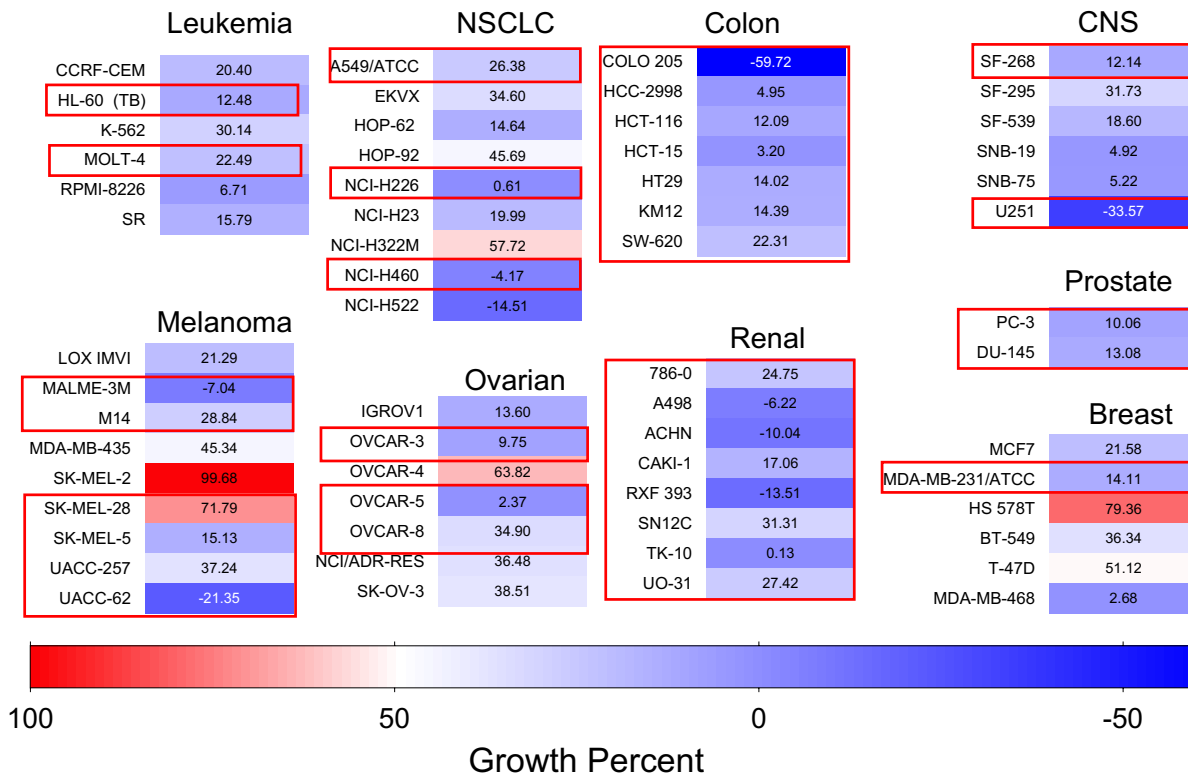 Leukemia
CCRF-CEM 20.40
HL-60 (TB) 12.48
K-562 30.14
MOLT-4 22.49
RPMI-8226 6.71
SR 15.79
NSCLC
A549/ATCC 26.38
EKVX 34.60
HOP-62 14.64
HOP-92 45.69
NCI-H226 0.61
NCI-H23 19.99
NCI-H322M 57.72
NCI-H460 -4.17
NCI-H522 -14.51
Colon
COLO 205 -59.72
HCC-2998 4.95
HCT-116 12.09
HCT-15 3.20
HT29 14.02
KM12 14.39
SW-620 22.31
CNS
SF-268 12.14
SF-295 31.73
SF-539 18.60
SNB-19 4.92
SNB-75 5.22
U251 -33.57
Prostate
PC-3 10.06
DU-145 13.08
Melanoma
LOX IMVI 21.29
MALME-3M -7.04
M14 28.84
MDA-MB-435 45.34
SK-MEL-2 99.68
SK-MEL-28 71.79
SK-MEL-5 15.13
UACC-257 37.24
UACC-62 -21.35
Ovarian
IGROV1 13.60
OVCAR-3 9.75
OVCAR-4 63.82
OVCAR-5 2.37
OVCAR-8 34.90
NCI/ADR-RES 36.48
SK-OV-3 38.51
Renal
786-0 24.75
A498 -6.22
ACHN -10.04
CAKI-1 17.06
RXF 393 -13.51
SN12C 31.31
TK-10 0.13
UO-31 27.42
Breast
MCF7 21.58
MDA-MB-231/ATCC 14.11
HS 578T 79.36
BT-549 36.34
T-47D 51.12
MDA-MB-468 2.68
100 50 0 -50
Growth Percent